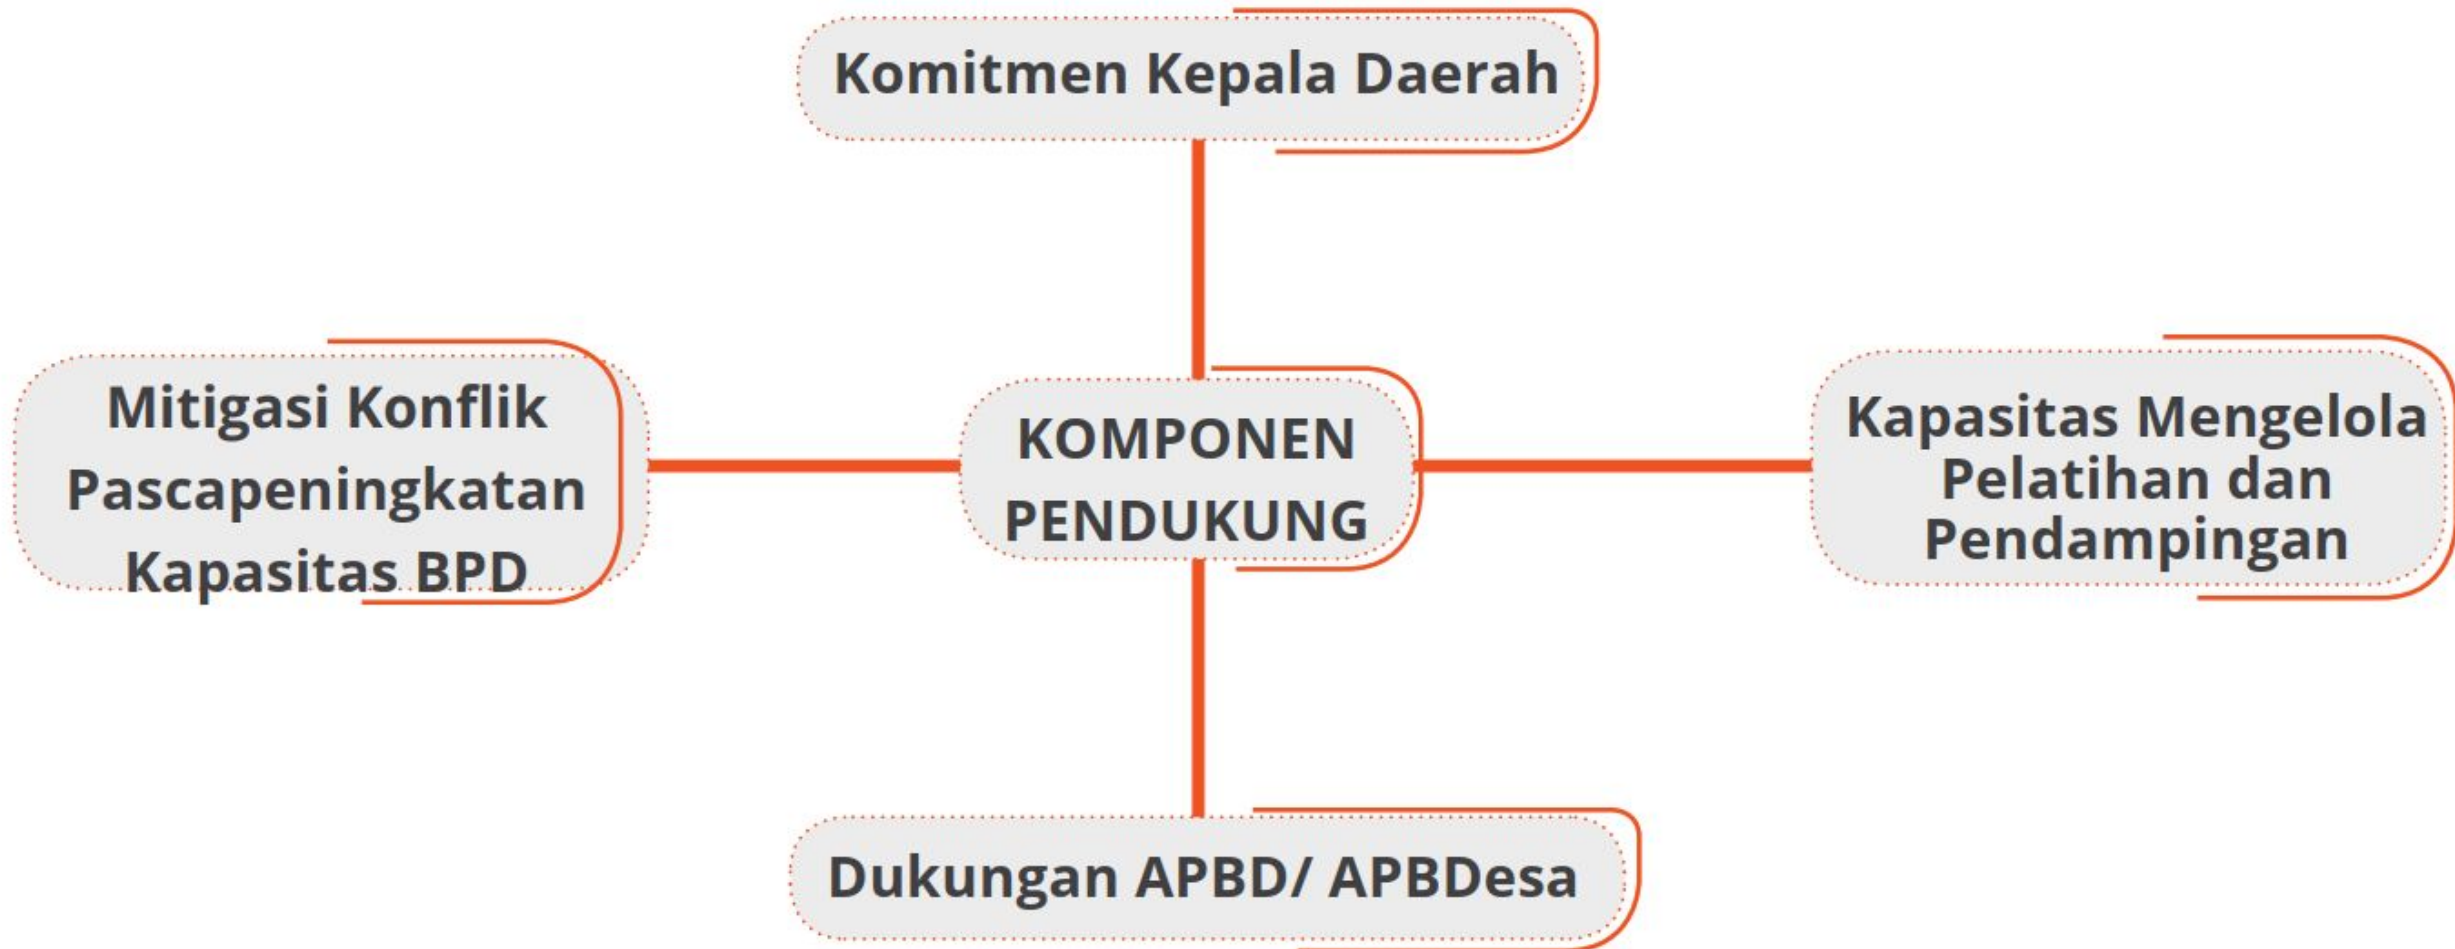 Komitmen Kepala Daerah
Mitigasi Konflik
Pascapeningkatan
Kapasitas BPD
KOMPONEN
PENDUKUNG
Kapasitas Mengelola
Pelatihan dan
Pendampingan
Dukungan APBD/ APBDesa